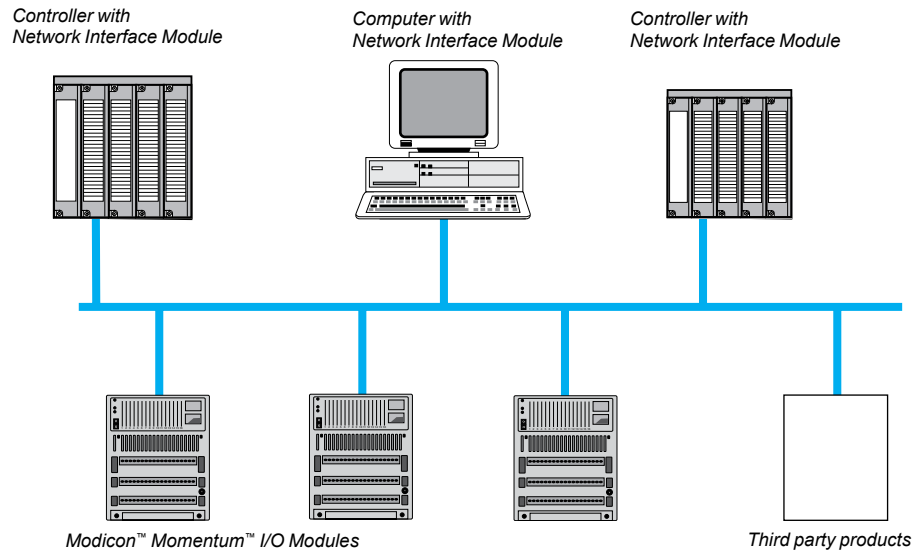 Controller with
Network Interface Module
Computer with
Network Interface Module
Controller with
Network Interface Module
Modicon™ Momentum™ I/O Modules
Third party products